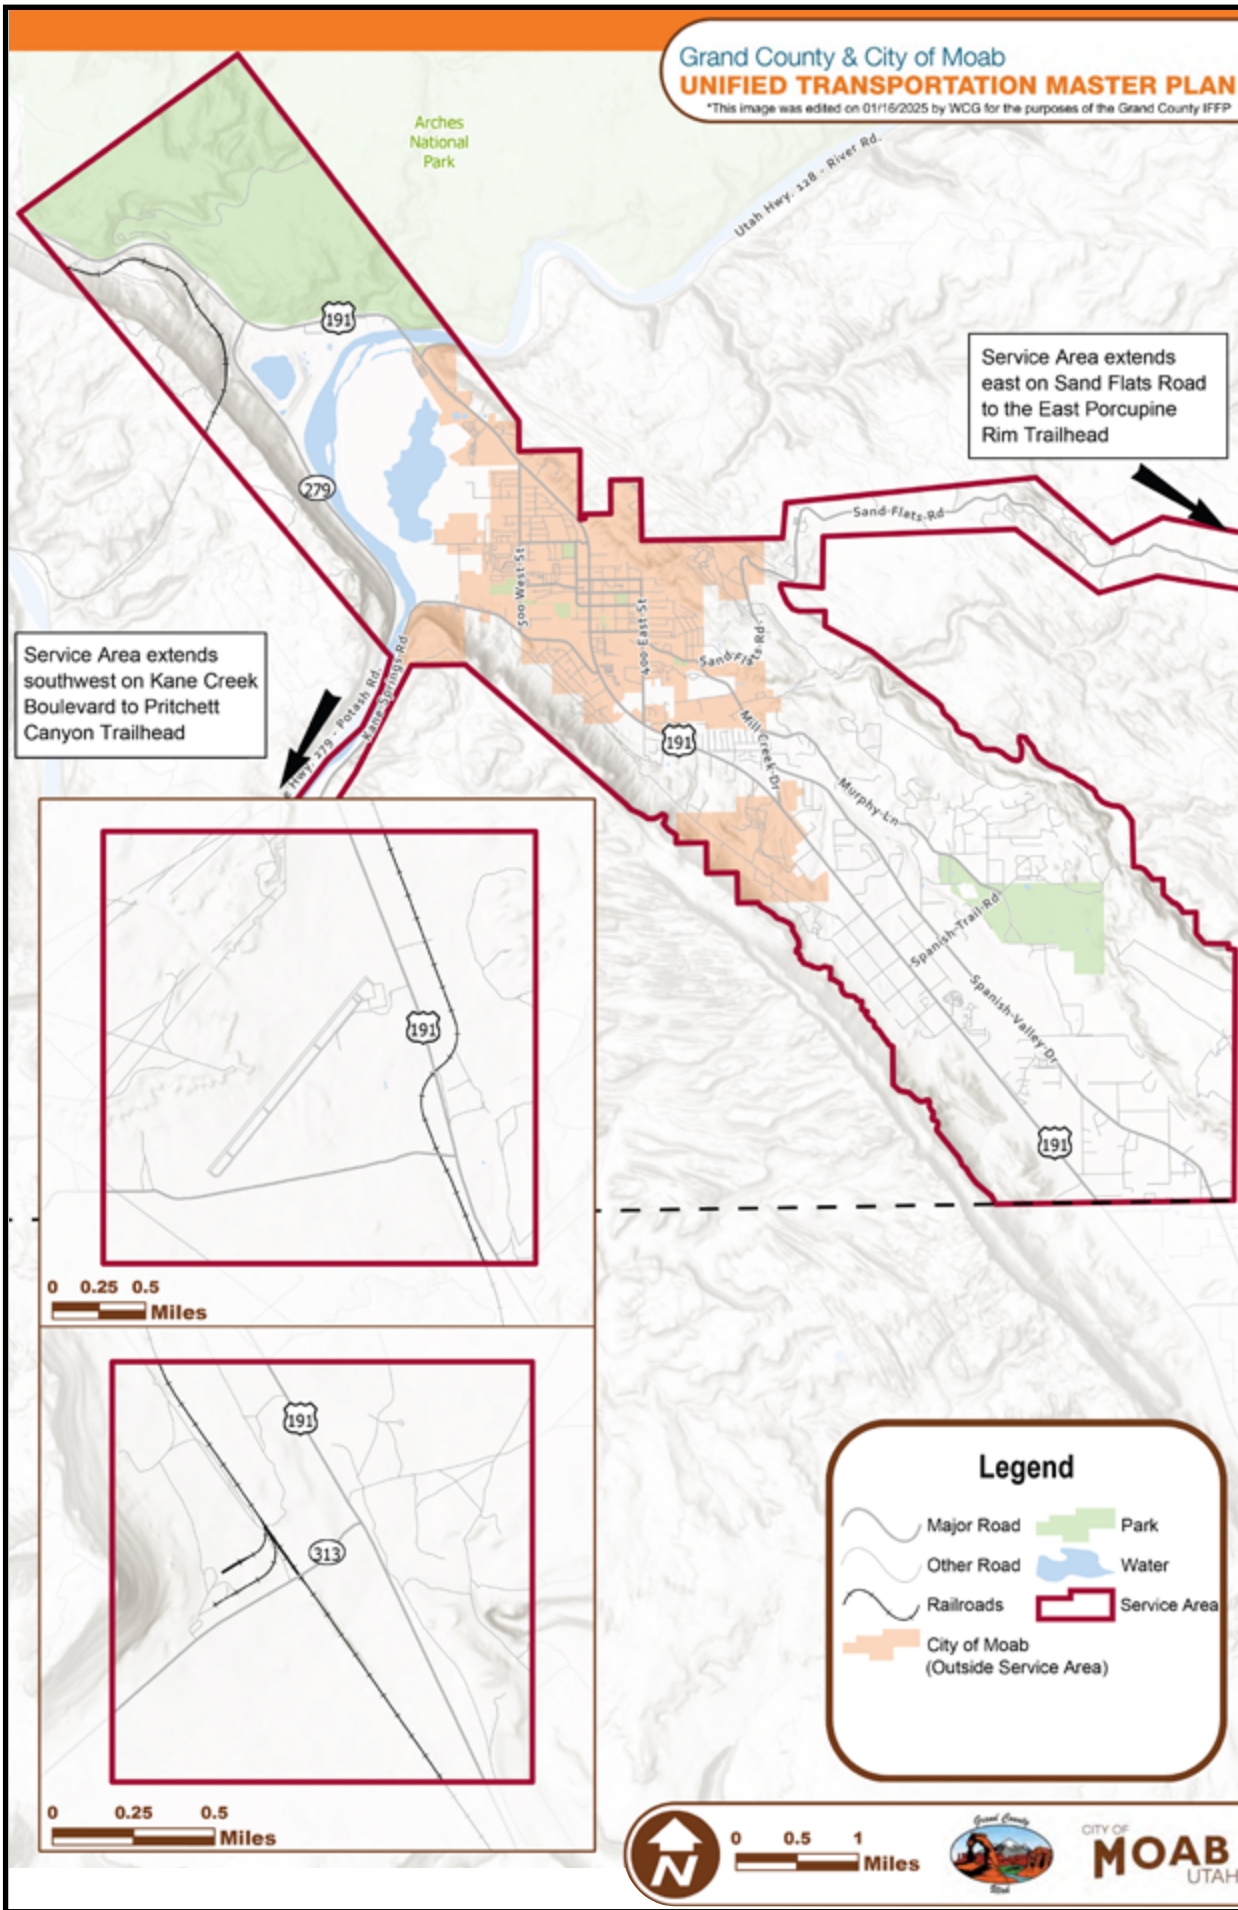 Grand County & City of Moab
UNIFIED TRANSPORTATION MASTER PLAN
*This image was edited on 01/16/2025 by WCG for the purposes of the Grand County IFFP
Arches
National
Park
Utah Hwy. 128 - River Rd.
191
Service Area extends
east on Sand Flats Road
to the East Porcupine
Rim Trailhead
279
Sand Flats Rd
500 West St
400 East St
Sand Flats Rd
Service Area extends
southwest on Kane Creek
Boulevard to Pritchett
Canyon Trailhead
Hwy. 279 - Potash Rd.
Kane Springs Rd
191
Mill Creek Dr
Murphy Ln
Spanish Trail Rd
Spanish Valley Dr
191
191
0 0.25 0.5
Miles
191
313
0 0.25 0.5
Miles
Legend
Major Road
Park
Other Road
Water
Railroads
Service Area
City of Moab
(Outside Service Area)
N
0 0.5 1
Miles
Grand County
Utah
CITY OF
MOAB
UTAH